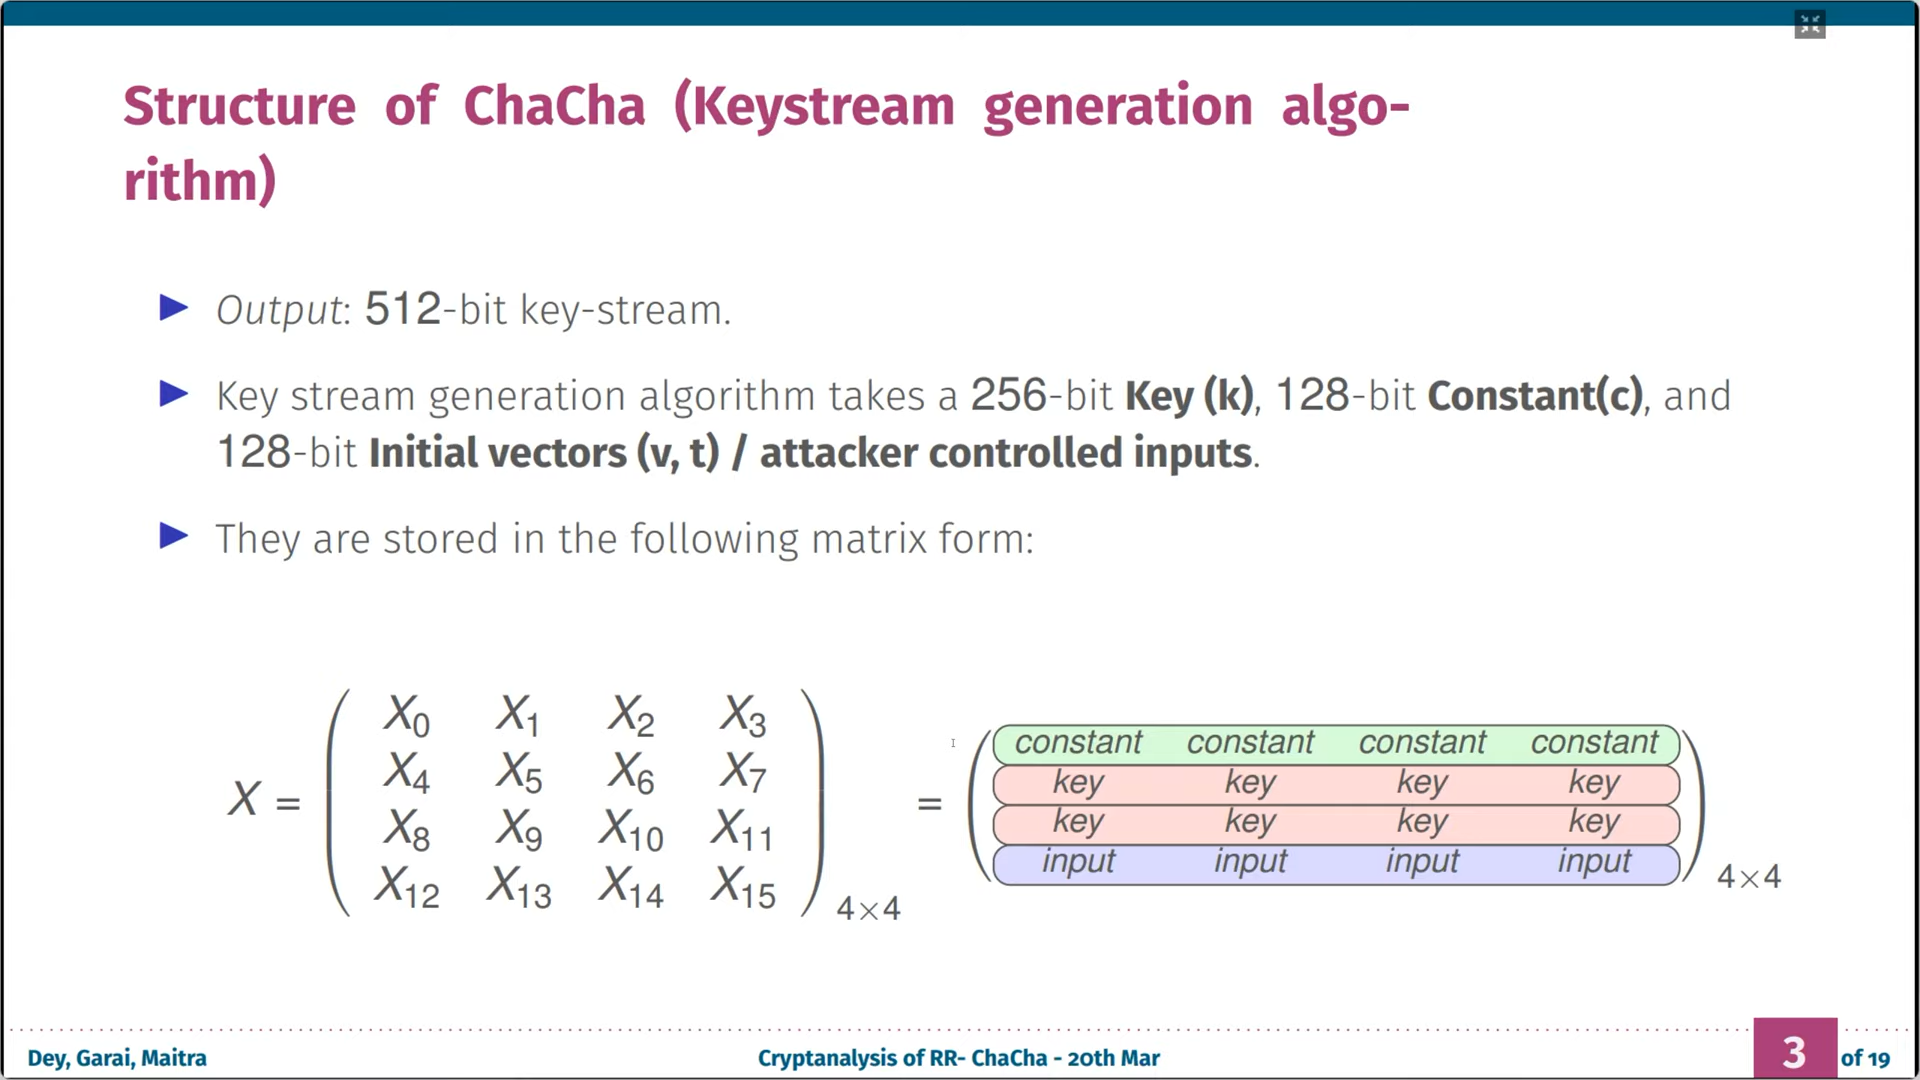 Structure of ChaCha (Keystream generation algo-
rithm)
Output: 512-bit key-stream.
Key stream generation algorithm takes a 256-bit Key (k), 128-bit Constant(c), and
128-bit Initial vectors (v, t) / attacker controlled inputs.
They are stored in the following matrix form:
X = ( X0 X1 X2 X3
X4 X5 X6 X7
X8 X9 X10 X11
X12 X13 X14 X15 ) 4×4
= ( constant constant constant constant
key key key key
key key key key
input input input input ) 4×4
Dey, Garai, Maitra
Cryptanalysis of RR- ChaCha - 20th Mar
3 of 19